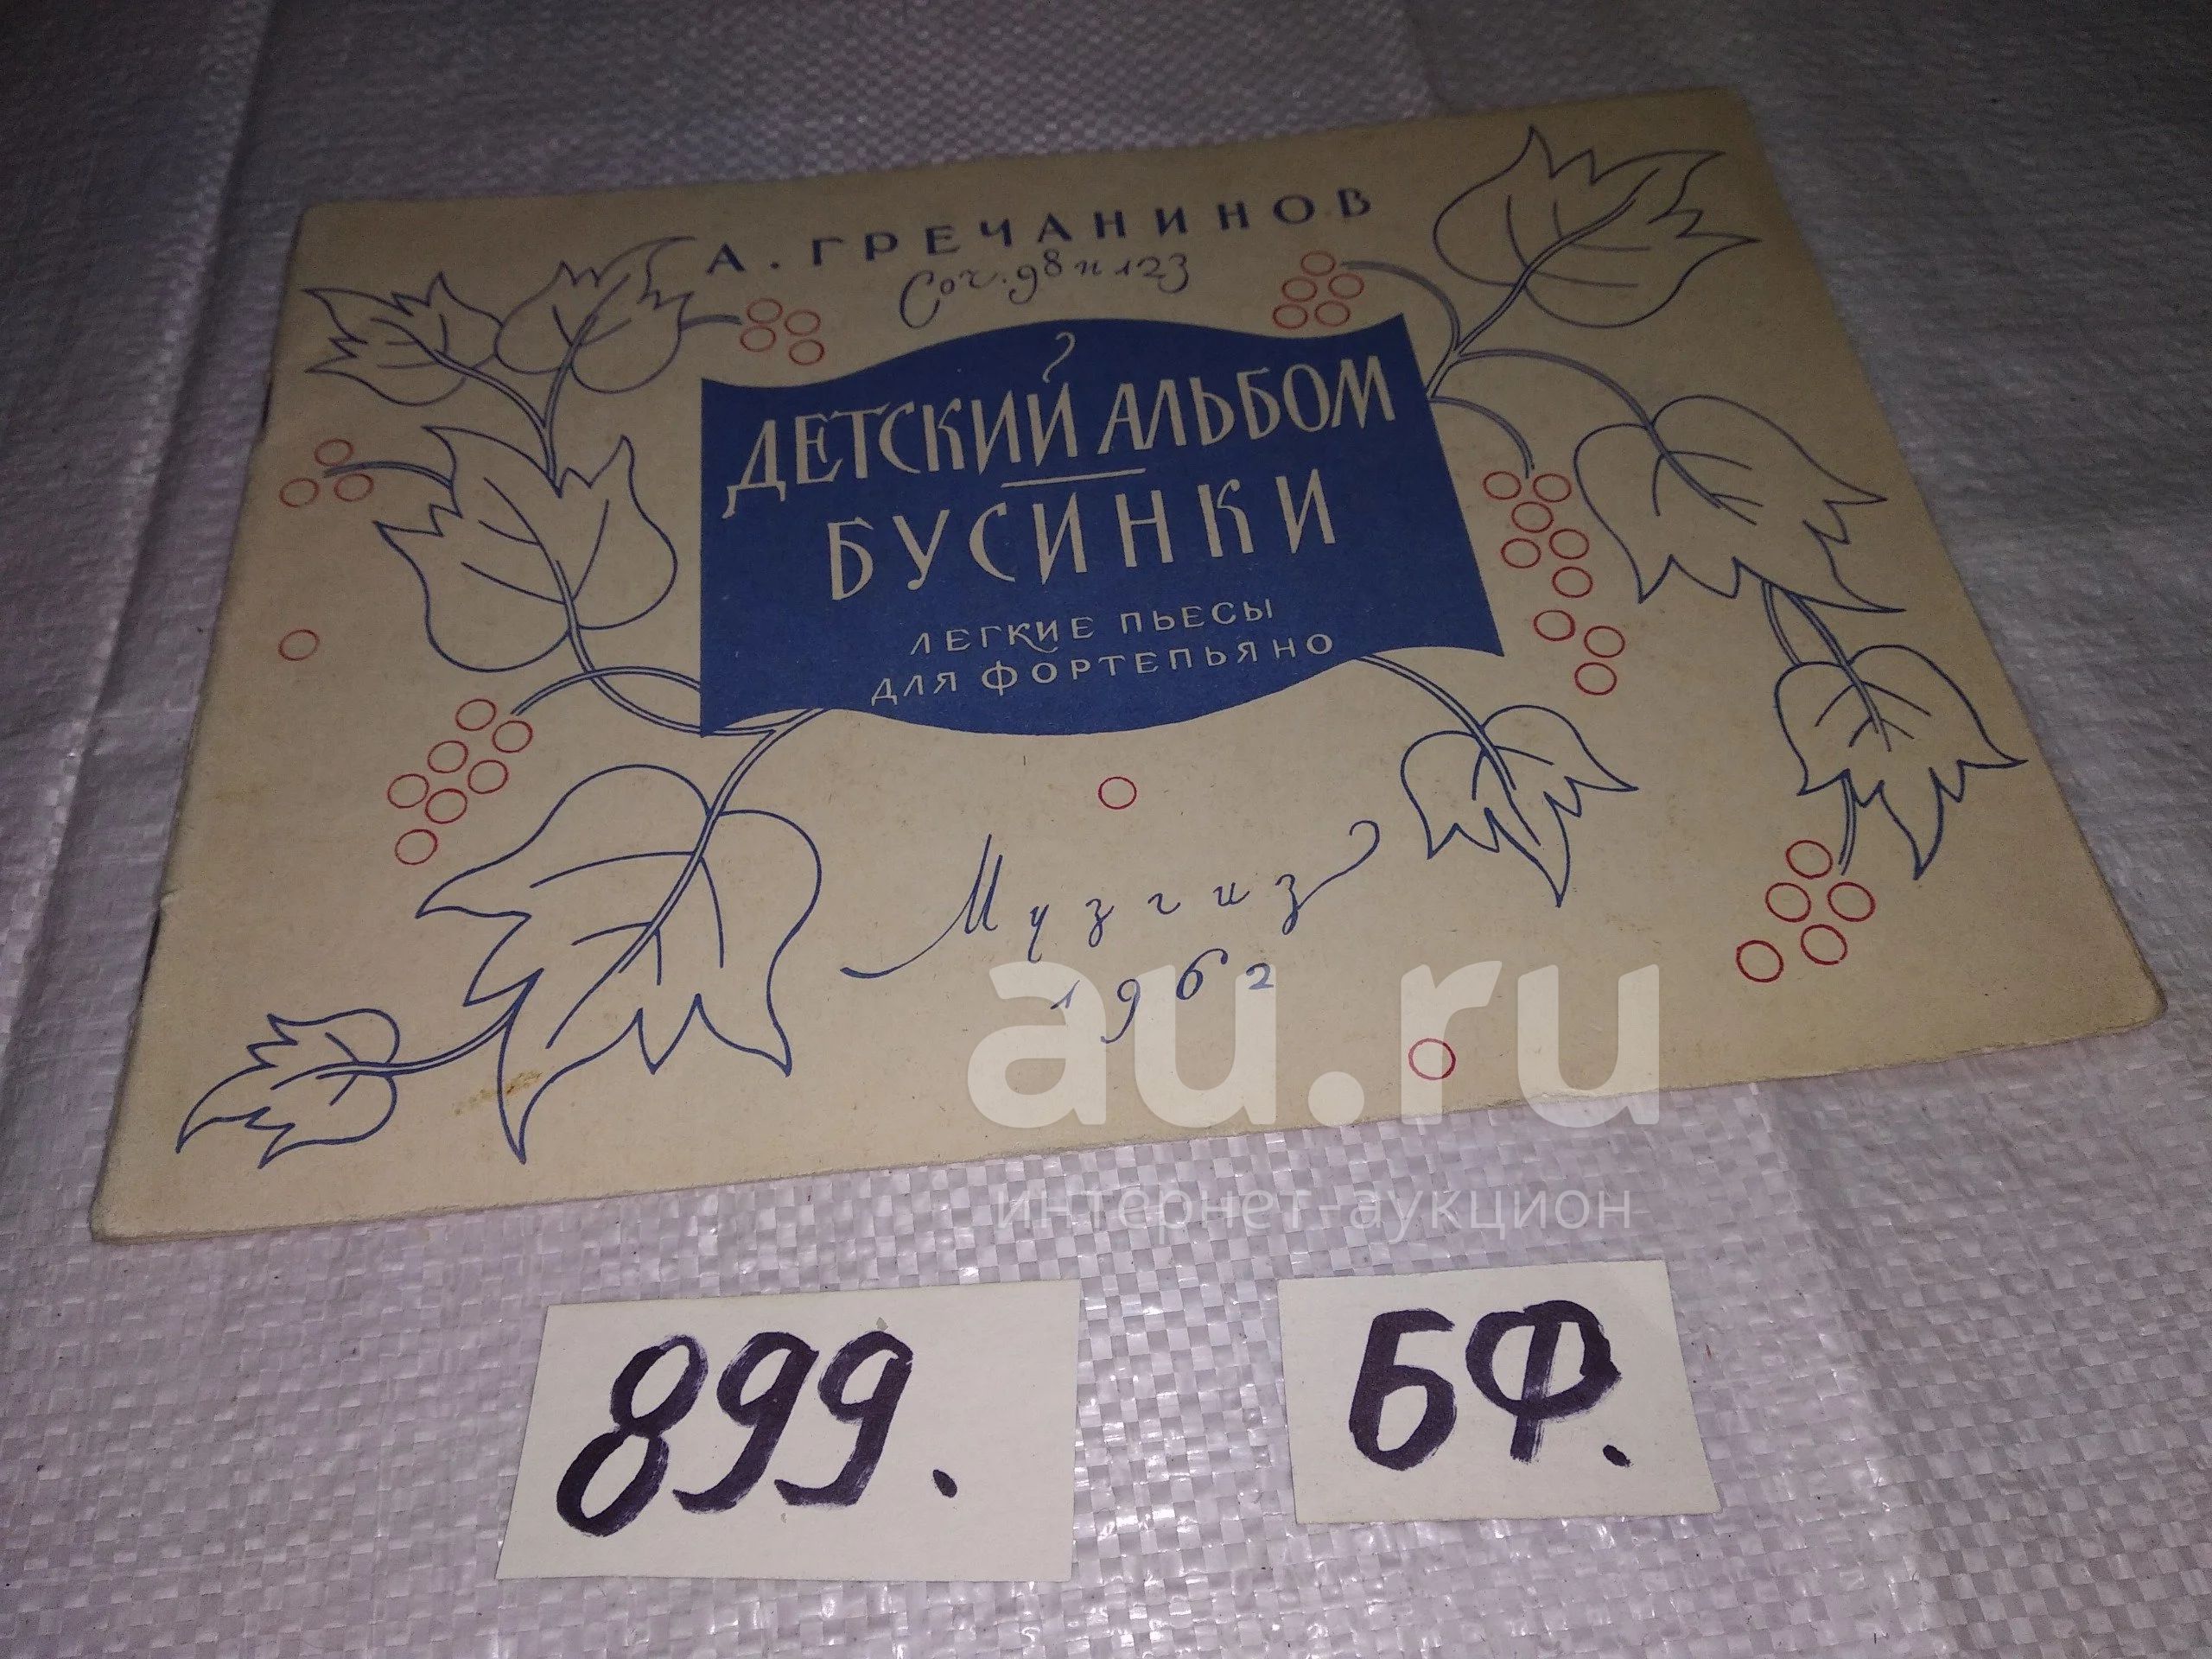 А. ГРЕЧАНИНОВ
Соч. 98 и 123
ДЕТСКИЙ АЛЬБОМ
БУСИНКИ
ЛЕГКИЕ ПЬЕСЫ
ДЛЯ ФОРТЕПЬЯНО
Музгиз
1962
au.ru
интернет-аукцион
899.
БФ.